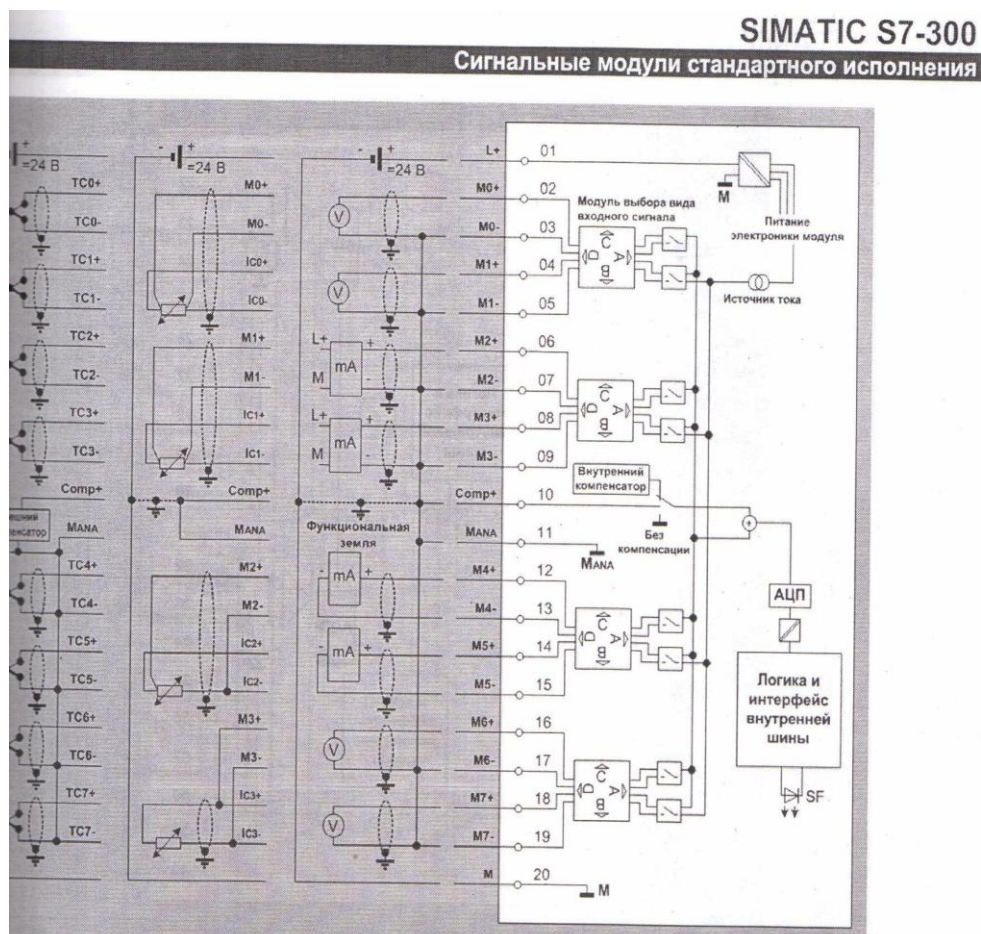 SIMATIC S7-300
Сигнальные модули стандартного исполнения
+
=24 В
TC0+
TC0-
TC1+
TC1-
TC2+
TC2-
TC3+
TC3-
Comp+
MANA
TC4+
TC4-
TC5+
TC5-
TC6+
TC6-
TC7+
TC7-
- +
=24 В
M0+
M0-
IC0+
IC0-
M1+
M1-
IC1+
IC1-
Comp+
MANA
M2+
M2-
IC2+
IC2-
M3+
M3-
IC3+
IC3-
- +
=24 В
V
V
L+
mA
+
M
-
L+
mA
+
M
-
Функциональная
земля
- mA +
- mA +
V
V
L+ 01
M0+ 02
M0- 03
M1+ 04
M1- 05
M2+ 06
M2- 07
M3+ 08
M3- 09
Comp+ 10
MANA 11
M4+ 12
M4- 13
M5+ 14
M5- 15
M6+ 16
M6- 17
M7+ 18
M7- 19
M 20
M
Модуль выбора вида
входного сигнала
Питание
электроники модуля
A B C D
Источник тока
A B C D
Внутренний
компенсатор
Без
компенсации
+
MANA
A B C D
АЦП
Логика и
интерфейс
внутренней
шины
A B C D
SF
M